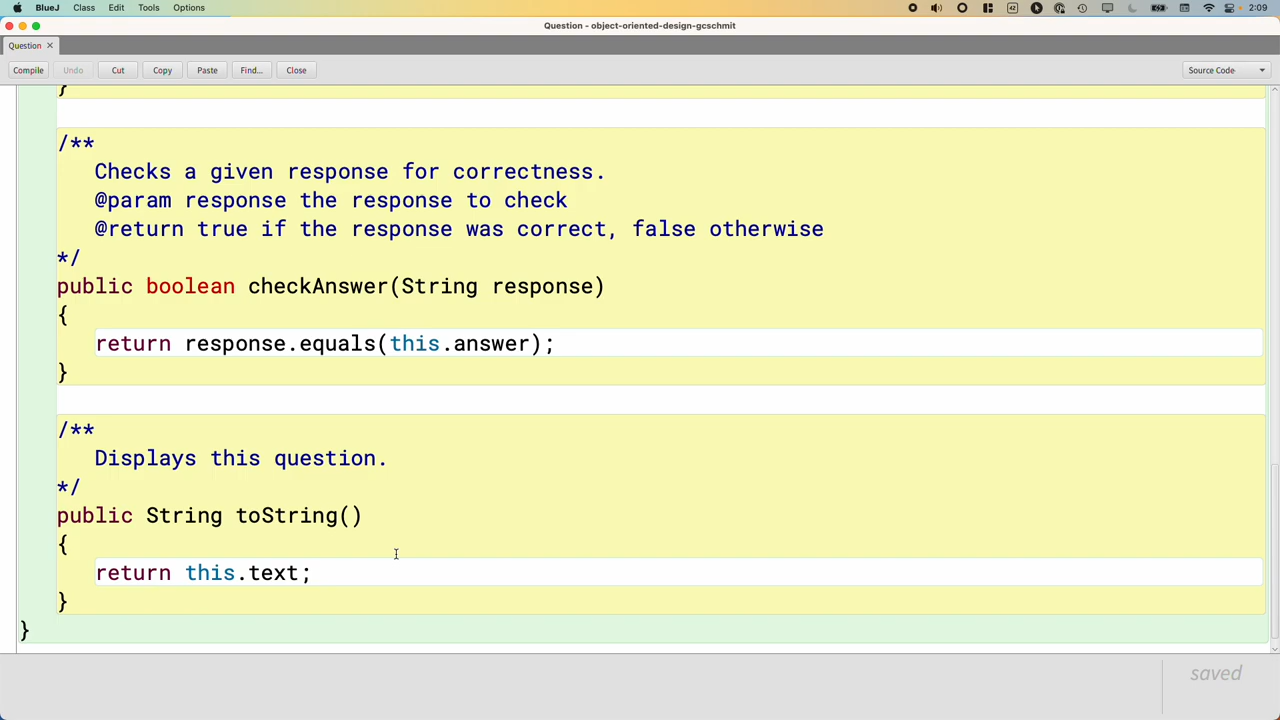 BlueJ Class Edit Tools Options 42 2:09
Question - object-oriented-design-gcschmit
Question ×
Compile Undo Cut Copy Paste Find... Close Source Code
}
/**
Checks a given response for correctness.
@param response the response to check
@return true if the response was correct, false otherwise
*/
public boolean checkAnswer(String response)
{
return response.equals(this.answer);
}
/**
Displays this question.
*/
public String toString()
{
return this.text;
}
}
saved